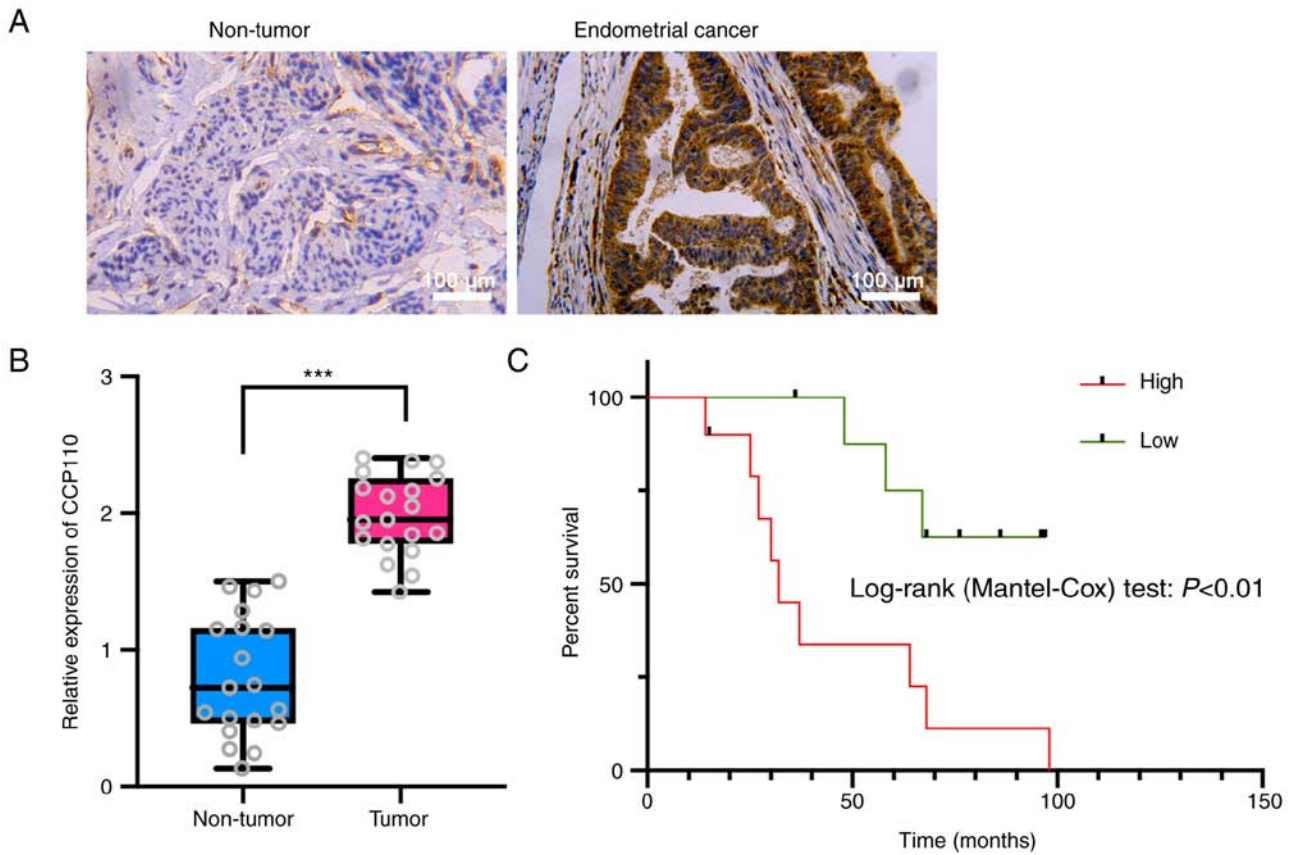 A
Non-tumor
Endometrial cancer
100 µm
100 µm
B
Relative expression of CCP110
3
2
1
0
***
Non-tumor
Tumor
C
Percent survival
100
50
0
High
Low
Log-rank (Mantel-Cox) test: P<0.01
0
50
100
150
Time (months)